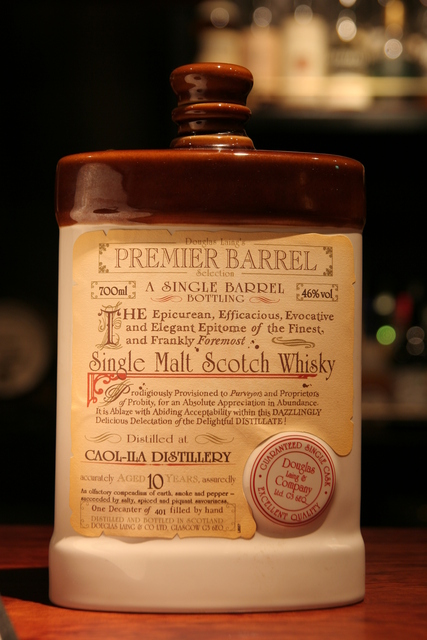 Douglas Laing's
PREMIER BARREL
Selection
700ml
A SINGLE BARREL
BOTTLING
46%vol
THE Epicurean, Efficacious, Evocative
and Elegant Epitome of the Finest,
and Frankly Foremost
Single Malt Scotch Whisky
Prodigiously Provisioned to Purveyors and Proprietors
of Probity, for an Absolute Appreciation in Abundance.
It is Ablaze with Abiding Acceptability within this DAZZLINGLY
Delicious Delectation of the Delightful DISTILLATE!
Distilled at
CAOL-ILA DISTILLERY
accurately AGED 10 YEARS, assuredly
An olfactory compendium of earth, smoke and pepper -
succeeded by salty, spiced and piquant savouriness.
One Decanter of 401 filled by hand
DISTILLED AND BOTTLED IN SCOTLAND
DOUGLAS LAING & CO LTD, GLASGOW G3 6EQ
GUARANTEED SINGLE CASK
Douglas
Laing &
Company
Ltd G3 6EQ
EXCELLENT QUALITY